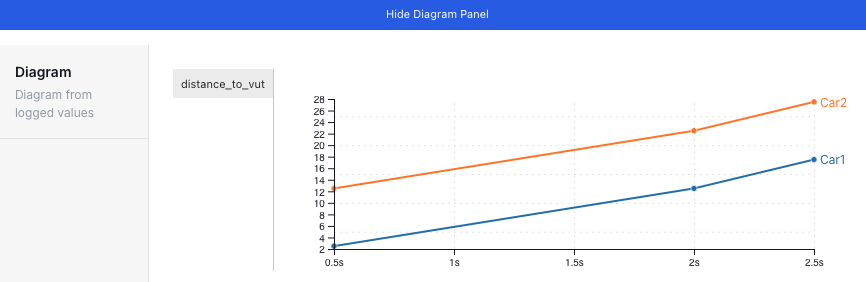 Hide Diagram Panel
Diagram
Diagram from
logged values
distance_to_vut
28
26
24
22
20
18
16
14
12
10
8
6
4
2
Car2
Car1
0.5s
1s
1.5s
2s
2.5s